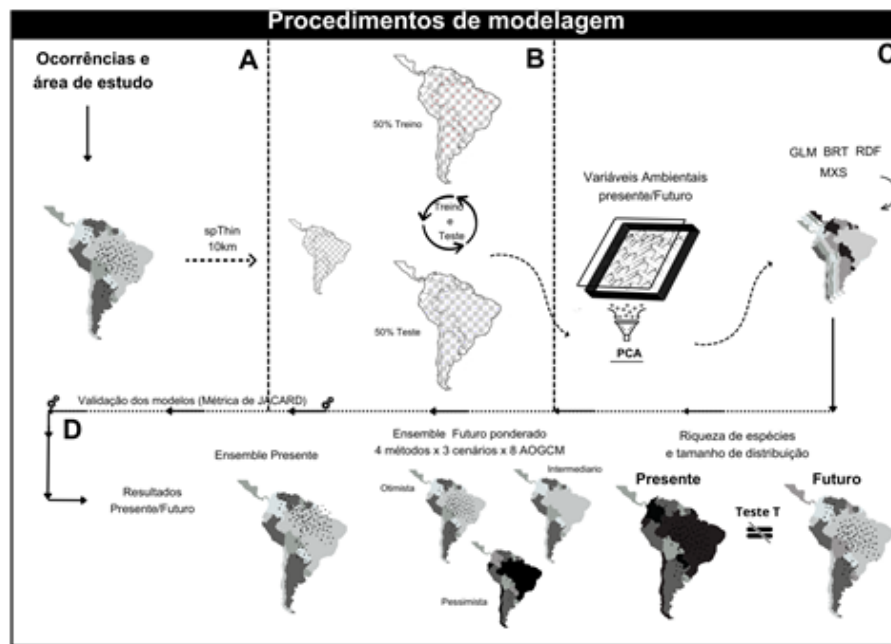 Procedimentos de modelagem
A
Ocorrências e
área de estudo
spThin
10km
B
50% Treino
Treino
e
Teste
50% Teste
C
Variáveis Ambientais
presente/Futuro
PCA
GLM BRT RDF
MXS
Validação dos modelos (Métrica de JACARD)
D
Resultados
Presente/Futuro
Ensemble Presente
Ensemble Futuro ponderado
4 métodos x 3 cenários x 8 AOGCM
Otimista
Intermediario
Pessimista
Riqueza de espécies
e tamanho de distribuição
Presente
Teste T
Futuro